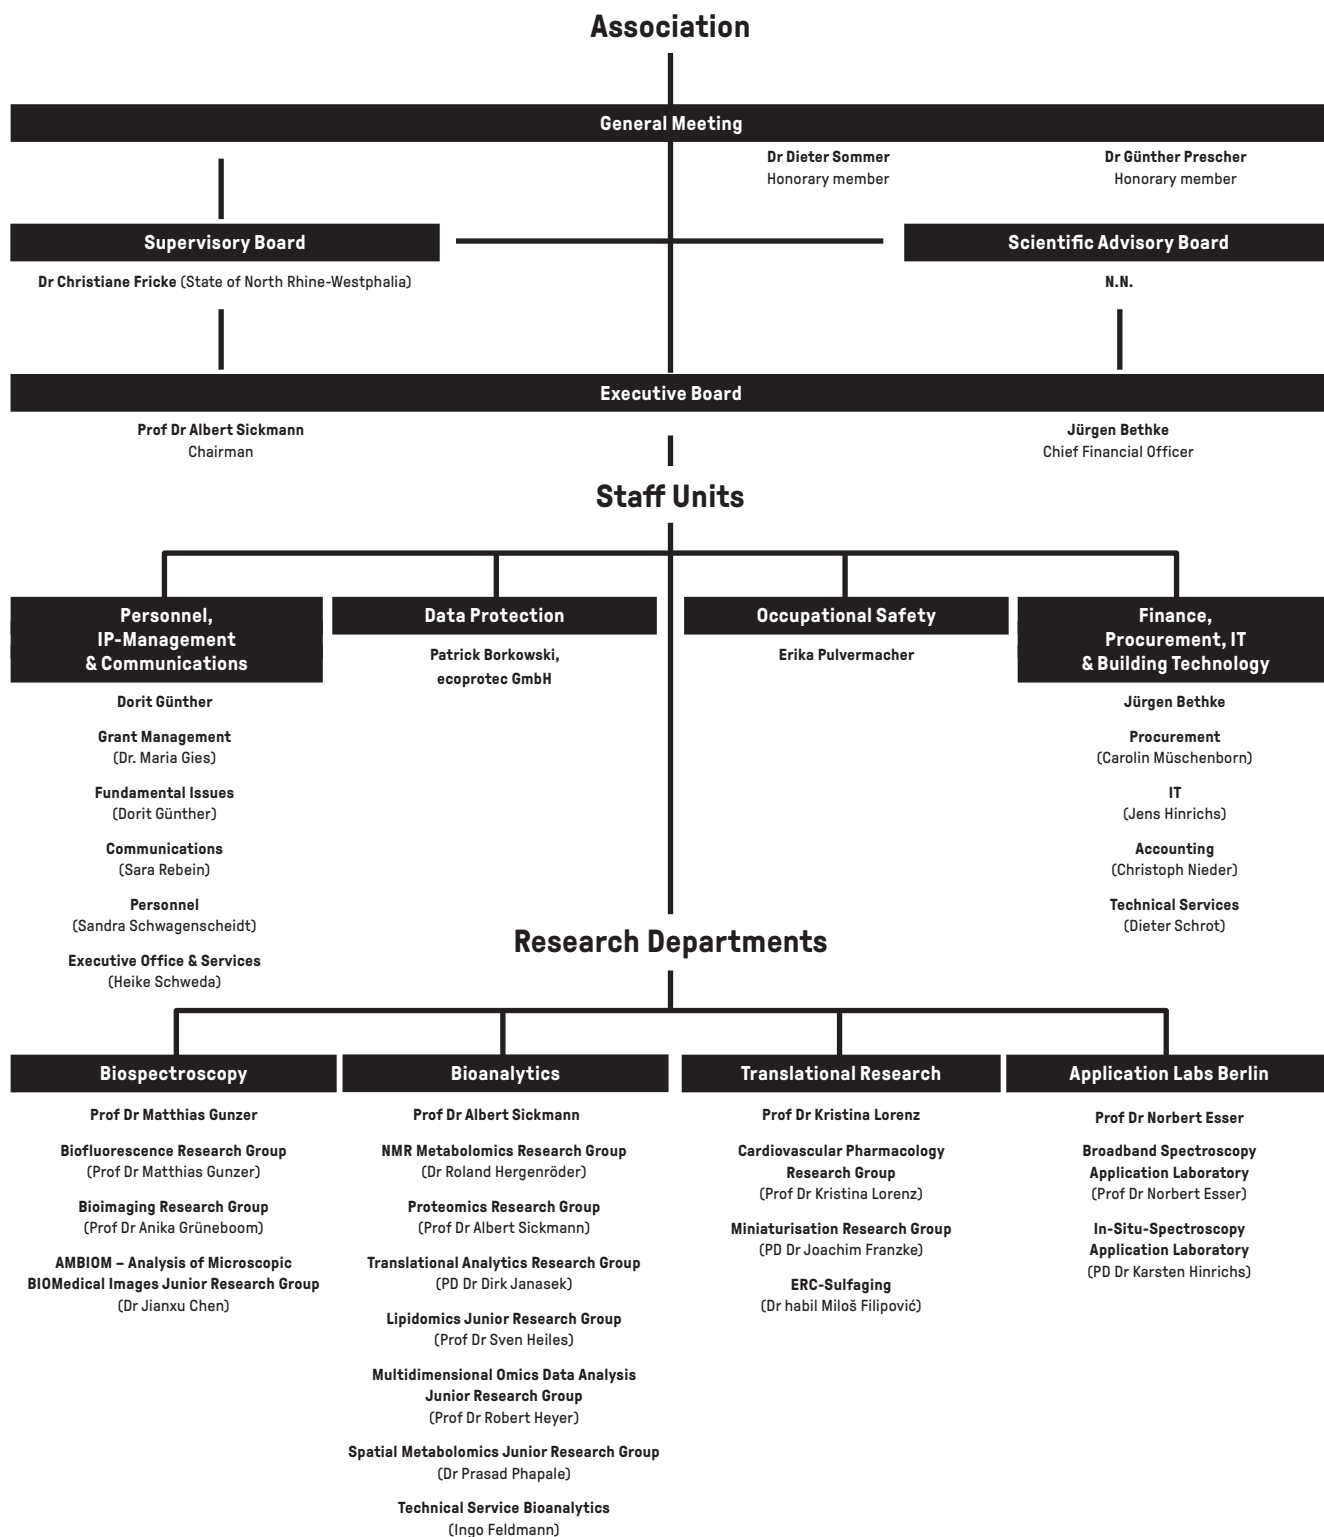 Association
General Meeting
Dr Dieter Sommer
Honorary member
Dr Günther Prescher
Honorary member
Supervisory Board
Dr Christiane Fricke (State of North Rhine-Westphalia)
Scientific Advisory Board
N.N.
Executive Board
Prof Dr Albert Sickmann
Chairman
Jürgen Bethke
Chief Financial Officer
Staff Units
Personnel,
IP-Management
& Communications
Dorit Günther
Grant Management
(Dr. Maria Gies)
Fundamental Issues
(Dorit Günther)
Communications
(Sara Rebein)
Personnel
(Sandra Schwagenscheidt)
Executive Office & Services
(Heike Schweda)
Data Protection
Patrick Borkowski,
ecoprotec GmbH
Occupational Safety
Erika Pulvermacher
Finance,
Procurement, IT
& Building Technology
Jürgen Bethke
Procurement
(Carolin Müschenborn)
IT
(Jens Hinrichs)
Accounting
(Christoph Nieder)
Technical Services
(Dieter Schrot)
Research Departments
Biospectroscopy
Prof Dr Matthias Gunzer
Biofluorescence Research Group
(Prof Dr Matthias Gunzer)
Bioimaging Research Group
(Prof Dr Anika Grüneboom)
AMBIOM – Analysis of Microscopic
BIOMedical Images Junior Research Group
(Dr Jianxu Chen)
Bioanalytics
Prof Dr Albert Sickmann
NMR Metabolomics Research Group
(Dr Roland Hergenröder)
Proteomics Research Group
(Prof Dr Albert Sickmann)
Translational Analytics Research Group
(PD Dr Dirk Janasek)
Lipidomics Junior Research Group
(Prof Dr Sven Heiles)
Multidimensional Omics Data Analysis
Junior Research Group
(Prof Dr Robert Heyer)
Spatial Metabolomics Junior Research Group
(Dr Prasad Phapale)
Technical Service Bioanalytics
(Ingo Feldmann)
Translational Research
Prof Dr Kristina Lorenz
Cardiovascular Pharmacology
Research Group
(Prof Dr Kristina Lorenz)
Miniaturisation Research Group
(PD Dr Joachim Franzke)
ERC-Sulfaging
(Dr habil Miloš Filipović)
Application Labs Berlin
Prof Dr Norbert Esser
Broadband Spectroscopy
Application Laboratory
(Prof Dr Norbert Esser)
In-Situ-Spectroscopy
Application Laboratory
(PD Dr Karsten Hinrichs)